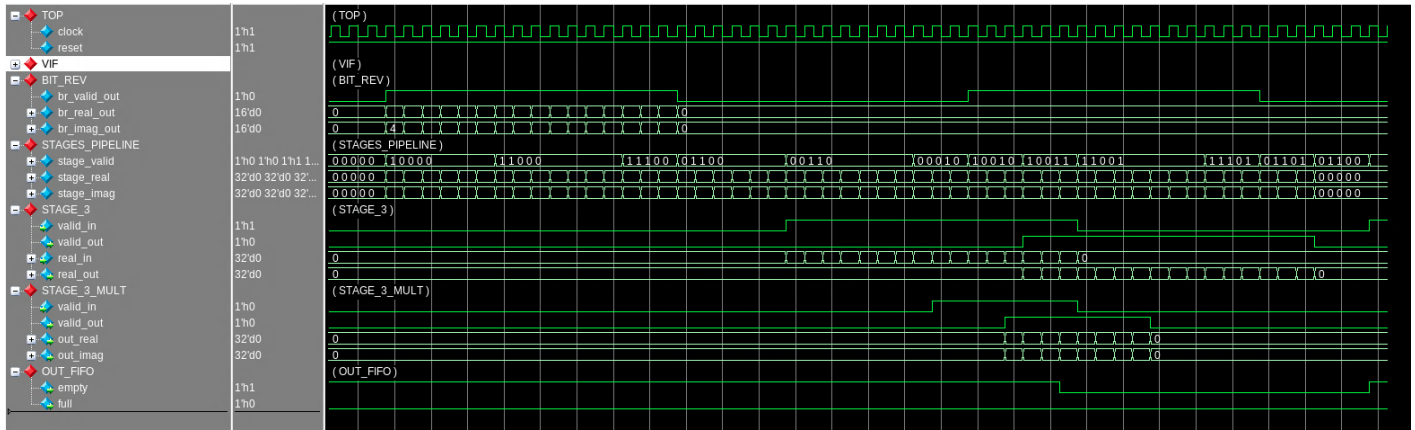 TOP (TOP)
clock 1'h1
reset 1'h1
VIF (VIF)
BIT_REV (BIT_REV)
br_valid_out 1'h0
br_real_out 16'd0 0 0
br_imag_out 16'd0 0 4 0
STAGES_PIPELINE (STAGES_PIPELINE)
stage_valid 1'h0 1'h0 1'h1 1... 00000 10000 11000 11100 01100 00110 00010 10010 10011 11001 11101 01101 01100
stage_real 32'd0 32'd0 32'... 00000 00000
stage_imag 32'd0 32'd0 32'... 00000 00000
STAGE_3 (STAGE_3)
valid_in 1'h1
valid_out 1'h0
real_in 32'd0 0 0
real_out 32'd0 0 0
STAGE_3_MULT (STAGE_3_MULT)
valid_in 1'h0
valid_out 1'h0
out_real 32'd0 0 0
out_imag 32'd0 0 0
OUT_FIFO (OUT_FIFO)
empty 1'h1
full 1'h0